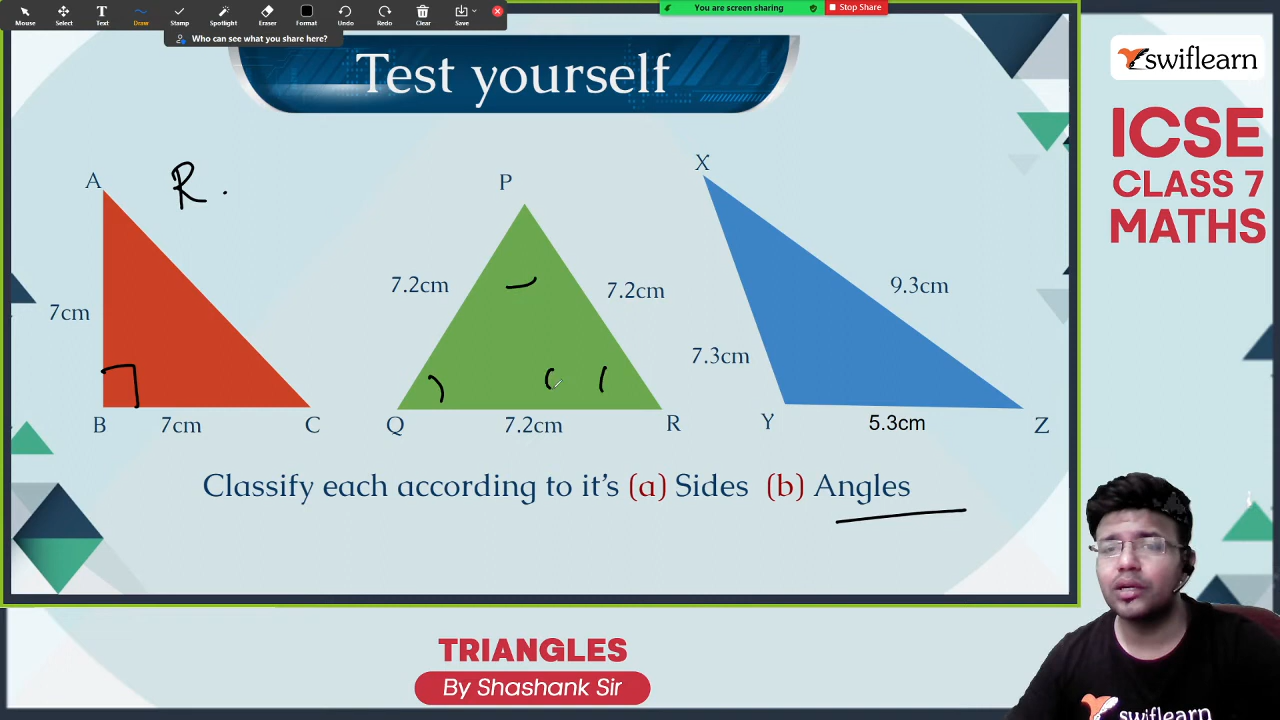 Mouse Select Text Draw Stamp Spotlight Eraser Format Undo Redo Clear Save
You are screen sharing Stop Share
Who can see what you share here?
Test yourself
swiflearn
ICSE
CLASS 7
MATHS
A
R.
P
X
7cm
7.2cm
7.2cm
7.3cm
9.3cm
B
7cm
C
Q
7.2cm
R
Y
5.3cm
Z
Classify each according to it's (a) Sides (b) Angles
TRIANGLES
By Shashank Sir
swiflearn